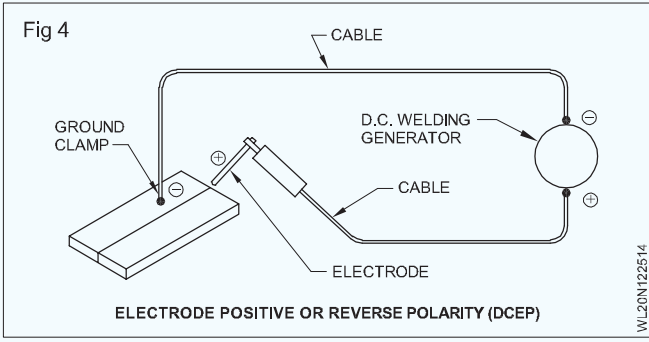 Fig 4
CABLE
GROUND
CLAMP
D.C. WELDING
GENERATOR
⊖
⊕
⊖
⊕
CABLE
ELECTRODE
ELECTRODE POSITIVE OR REVERSE POLARITY (DCEP)
WL20N122514